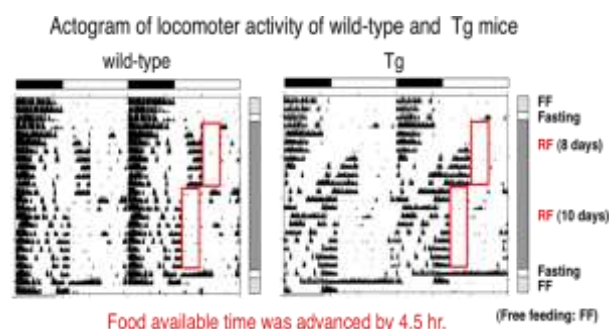 Actogram of locomoter activity of wild-type and Tg mice
wild-type
Tg
FF
Fasting
RF (8 days)
RF (10 days)
Fasting
FF
Food available time was advanced by 4.5 hr.
(Free feeding: FF)